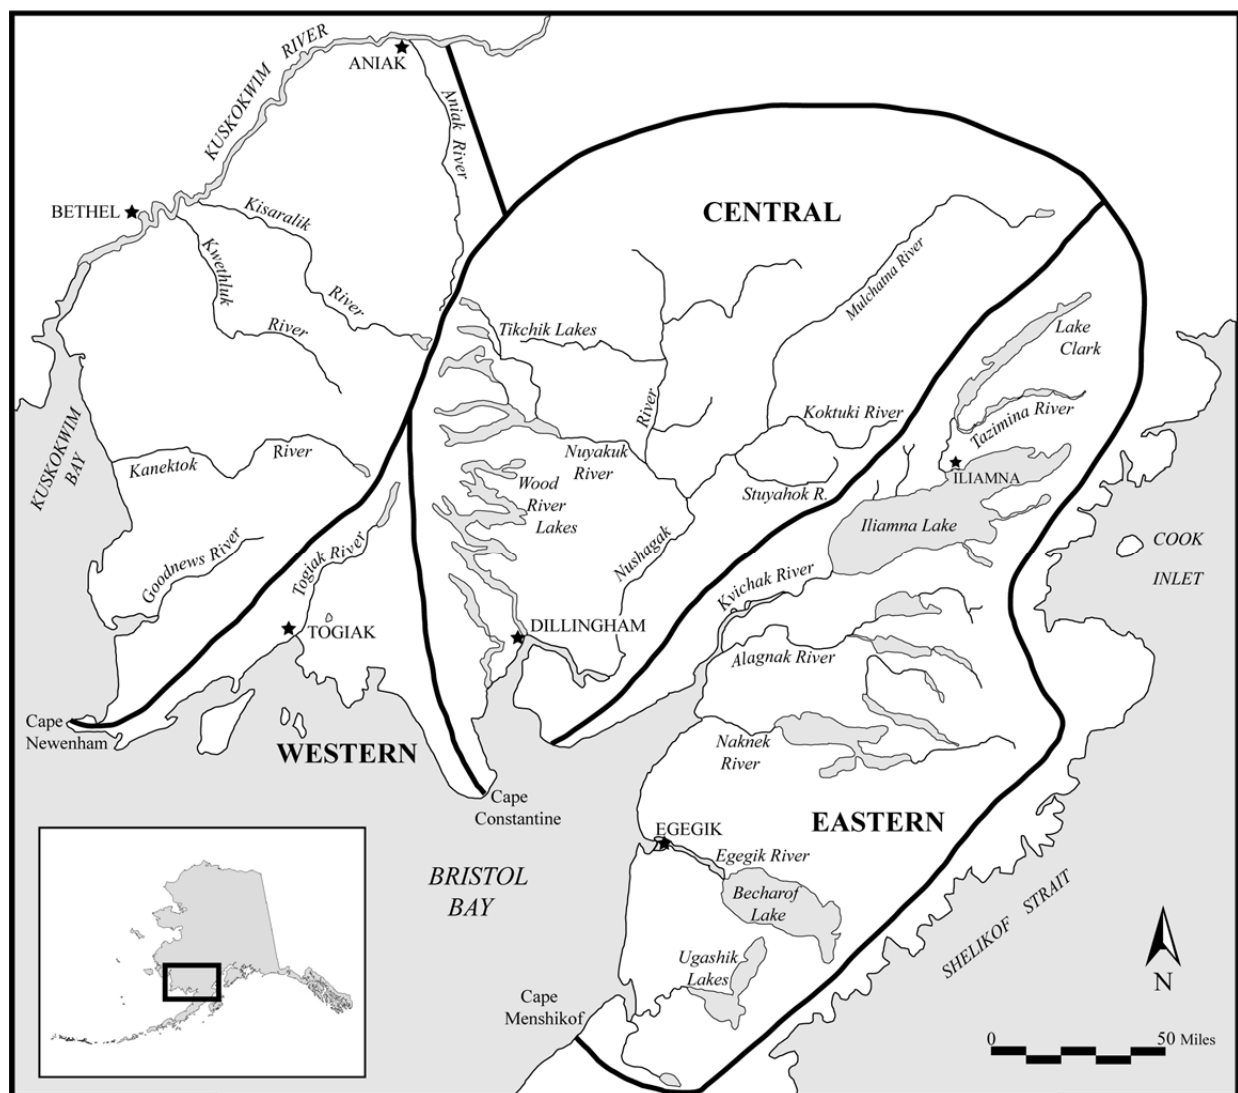 KUSKOKWIM RIVER
ANIAK
Aniak River
BETHEL
Kisaralik
River
Kwethluk
River
CENTRAL
Mulchatna River
Tikchik Lakes
Lake
Clark
River
Koktuki River
Tazimina River
KUSKOKWIM
BAY
Kanektok
River
Nuyakuk
River
Wood
River
Lakes
Stuyahok R.
ILIAMNA
Iliamna Lake
COOK
INLET
Goodnews River
Togiak River
Nushagak
Kvichak River
TOGIAK
DILLINGHAM
Alagnak River
Cape
Newenham
WESTERN
Naknek
River
Cape
Constantine
EASTERN
EGEGIK
Egegik River
BRISTOL
BAY
Becharof
Lake
SHELIKOF STRAIT
Ugashik
Lakes
N
Cape
Menshikof
0
50 Miles